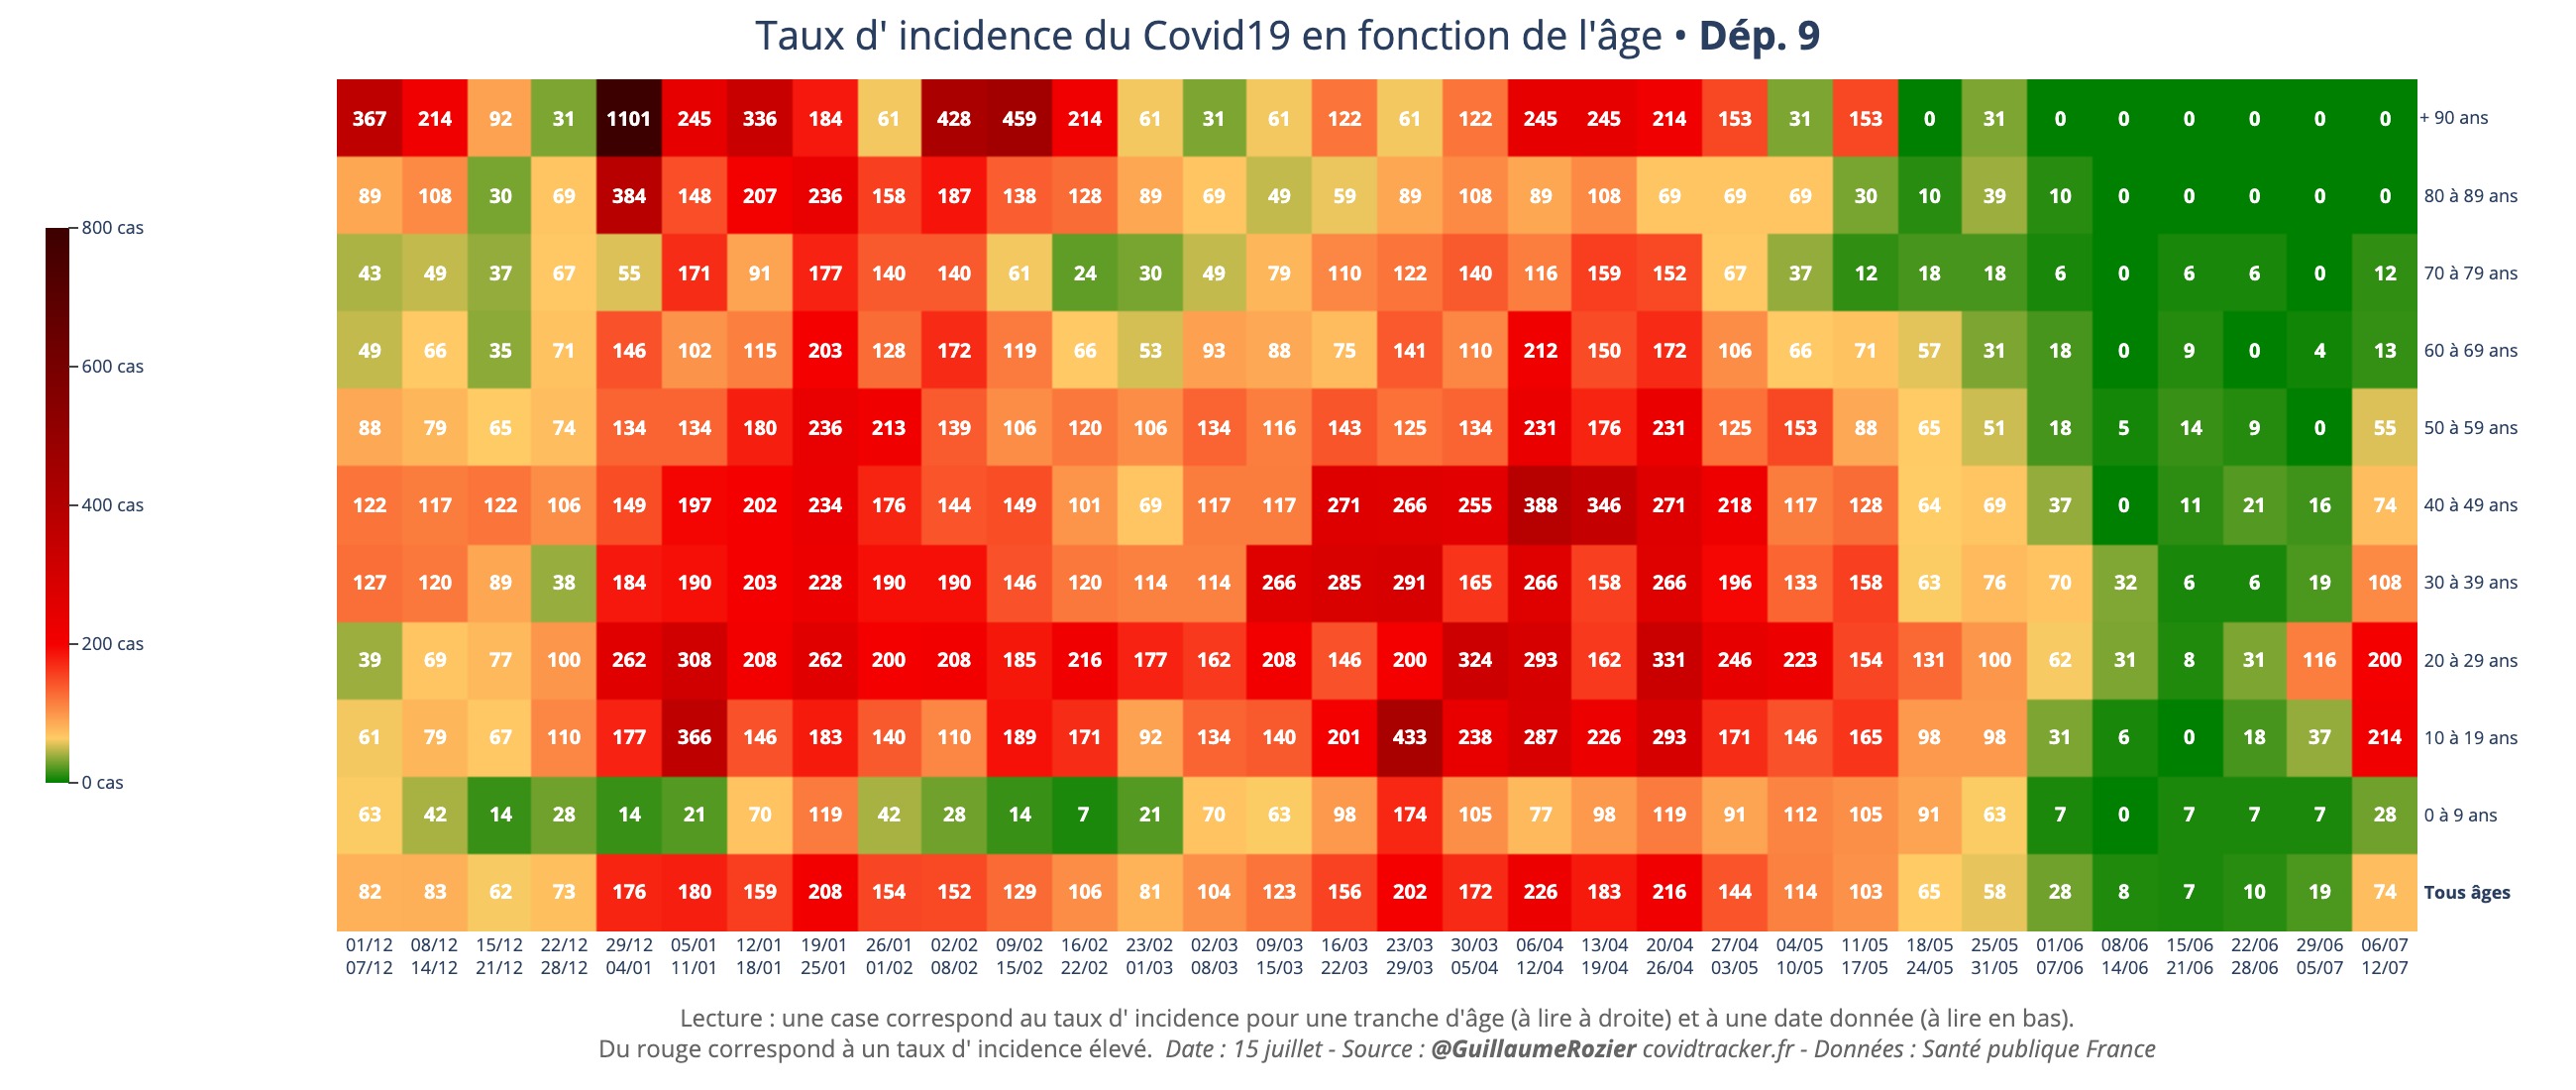 Taux d' incidence du Covid19 en fonction de l'âge • Dép. 9
800 cas
600 cas
400 cas
200 cas
0 cas
367 214 92 31 1101 245 336 184 61 428 459 214 61 31 61 122 61 122 245 245 214 153 31 153 0 31 0 0 0 0 0 0 + 90 ans
89 108 30 69 384 148 207 236 158 187 138 128 89 69 49 59 89 108 89 108 69 69 69 30 10 39 10 0 0 0 0 0 80 à 89 ans
43 49 37 67 55 171 91 177 140 140 61 24 30 49 79 110 122 140 116 159 152 67 37 12 18 18 6 0 6 6 0 12 70 à 79 ans
49 66 35 71 146 102 115 203 128 172 119 66 53 93 88 75 141 110 212 150 172 106 66 71 57 31 18 0 9 0 4 13 60 à 69 ans
88 79 65 74 134 134 180 236 213 139 106 120 106 134 116 143 125 134 231 176 231 125 153 88 65 51 18 5 14 9 0 55 50 à 59 ans
122 117 122 106 149 197 202 234 176 144 149 101 69 117 117 271 266 255 388 346 271 218 117 128 64 69 37 0 11 21 16 74 40 à 49 ans
127 120 89 38 184 190 203 228 190 190 146 120 114 114 266 285 291 165 266 158 266 196 133 158 63 76 70 32 6 6 19 108 30 à 39 ans
39 69 77 100 262 308 208 262 200 208 185 216 177 162 208 146 200 324 293 162 331 246 223 154 131 100 62 31 8 31 116 200 20 à 29 ans
61 79 67 110 177 366 146 183 140 110 189 171 92 134 140 201 433 238 287 226 293 171 146 165 98 98 31 6 0 18 37 214 10 à 19 ans
63 42 14 28 14 21 70 119 42 28 14 7 21 70 63 98 174 105 77 98 119 91 112 105 91 63 7 0 7 7 7 28 0 à 9 ans
82 83 62 73 176 180 159 208 154 152 129 106 81 104 123 156 202 172 226 183 216 144 114 103 65 58 28 8 7 10 19 74 Tous âges
01/12 08/12 15/12 22/12 29/12 05/01 12/01 19/01 26/01 02/02 09/02 16/02 23/02 02/03 09/03 16/03 23/03 30/03 06/04 13/04 20/04 27/04 04/05 11/05 18/05 25/05 01/06 08/06 15/06 22/06 29/06 06/07
07/12 14/12 21/12 28/12 04/01 11/01 18/01 25/01 01/02 08/02 15/02 22/02 01/03 08/03 15/03 22/03 29/03 05/04 12/04 19/04 26/04 03/05 10/05 17/05 24/05 31/05 07/06 14/06 21/06 28/06 05/07 12/07
Lecture : une case correspond au taux d' incidence pour une tranche d'âge (à lire à droite) et à une date donnée (à lire en bas).
Du rouge correspond à un taux d' incidence élevé. Date : 15 juillet - Source : @GuillaumeRozier covidtracker.fr - Données : Santé publique France